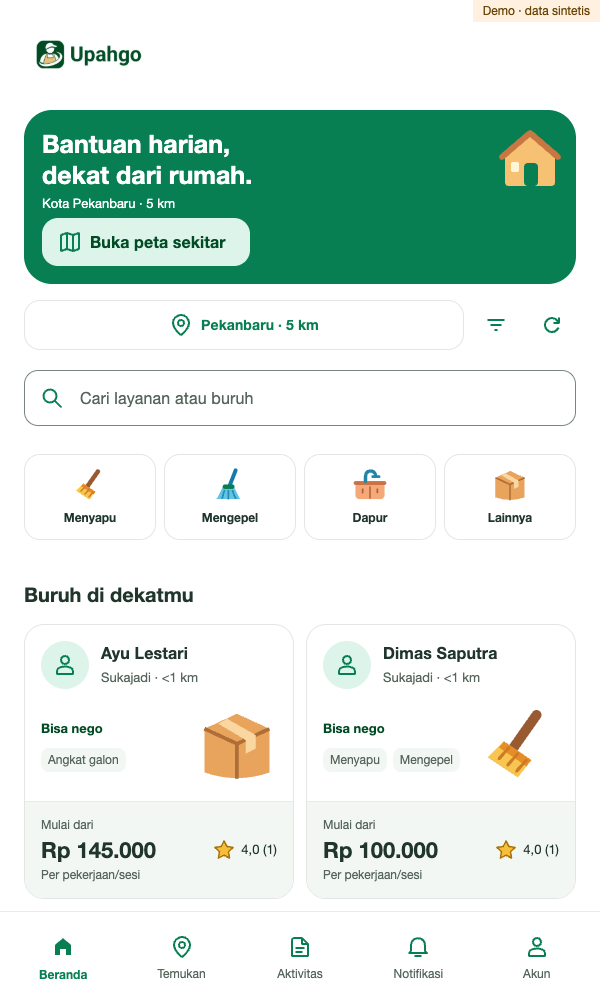 Demo · data sintetis
Upahgo
Bantuan harian,
dekat dari rumah.
Kota Pekanbaru · 5 km
Buka peta sekitar
Pekanbaru · 5 km
Cari layanan atau buruh
Menyapu
Mengepel
Dapur
Lainnya
Buruh di dekatmu
Ayu Lestari
Sukajadi · <1 km
Bisa nego
Angkat galon
Mulai dari
Rp 145.000
4,0 (1)
Per pekerjaan/sesi
Dimas Saputra
Sukajadi · <1 km
Bisa nego
Menyapu
Mengepel
Mulai dari
Rp 100.000
4,0 (1)
Per pekerjaan/sesi
Beranda
Temukan
Aktivitas
Notifikasi
Akun